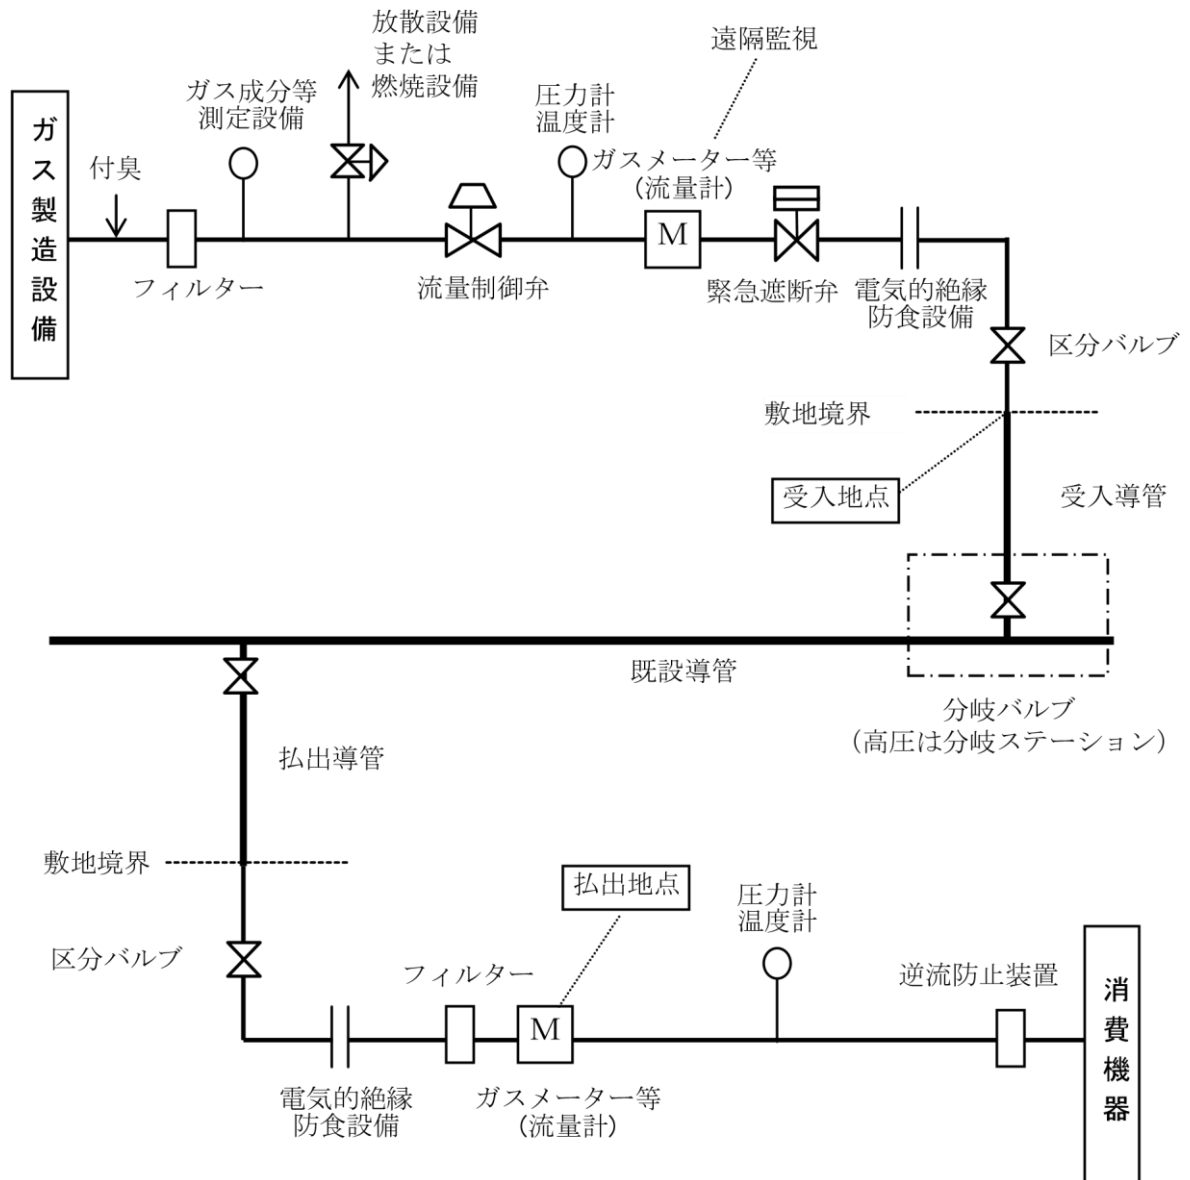 放散設備
または
燃焼設備
遠隔監視
ガス成分等
測定設備
圧力計
温度計
ガス製造設備
付臭
ガスメーター等
(流量計)
M
フィルター
流量制御弁
緊急遮断弁
電気的絶縁
防食設備
区分バルブ
敷地境界
受入地点
受入導管
既設導管
分岐バルブ
(高圧は分岐ステーション)
払出導管
敷地境界
払出地点
圧力計
温度計
区分バルブ
フィルター
逆流防止装置
消費機器
M
電気的絶縁
防食設備
ガスメーター等
(流量計)